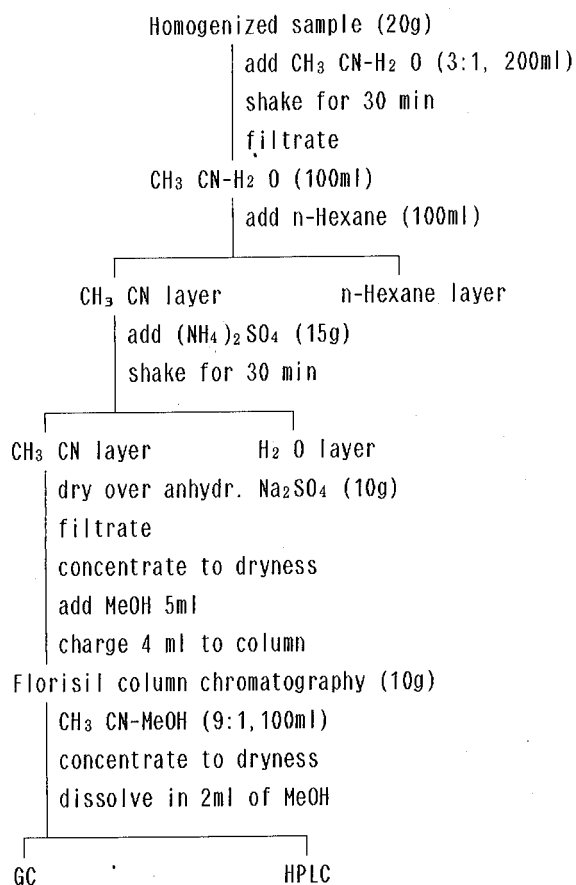 Homogenized sample (20g)
add CH₃ CN-H₂ O (3:1, 200ml)
shake for 30 min
filtrate
CH₃ CN-H₂ O (100ml)
add n-Hexane (100ml)
CH₃ CN layer n-Hexane layer
add (NH₄)₂SO₄ (15g)
shake for 30 min
CH₃ CN layer H₂ O layer
dry over anhydr. Na₂SO₄ (10g)
filtrate
concentrate to dryness
add MeOH 5ml
charge 4 ml to column
Florisil column chromatography (10g)
CH₃ CN-MeOH (9:1,100ml)
concentrate to dryness
dissolve in 2ml of MeOH
GC HPLC